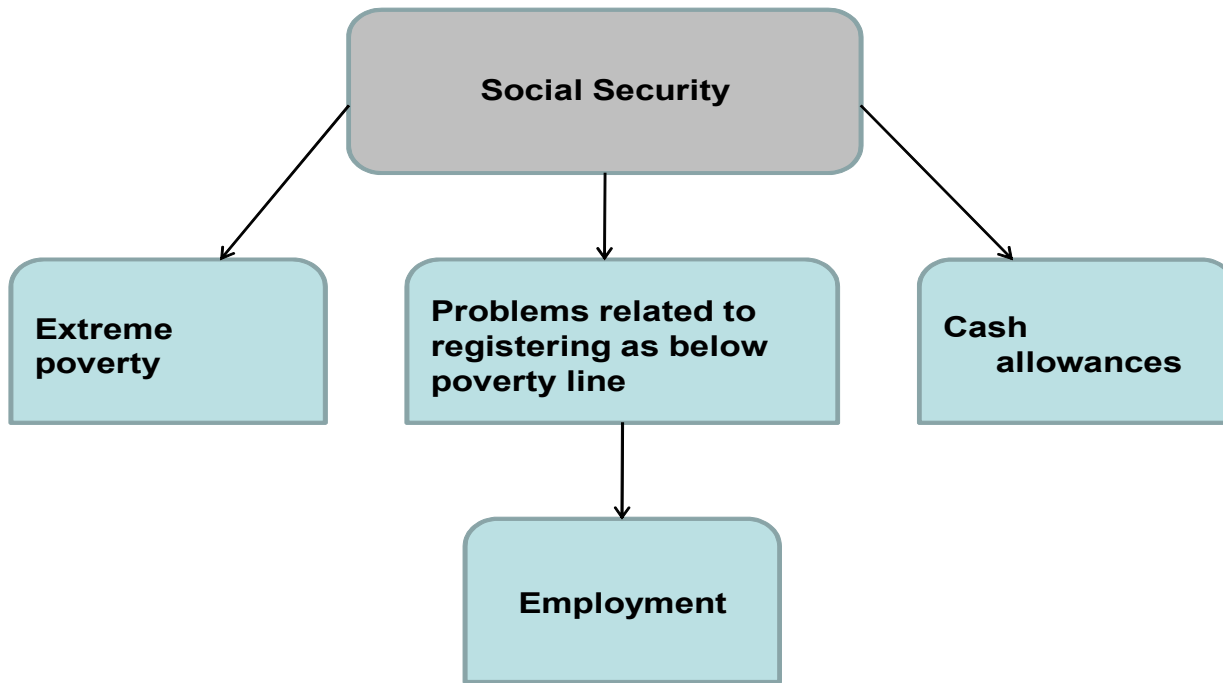 Social Security
Extreme
poverty
Problems related to
registering as below
poverty line
Cash
allowances
Employment